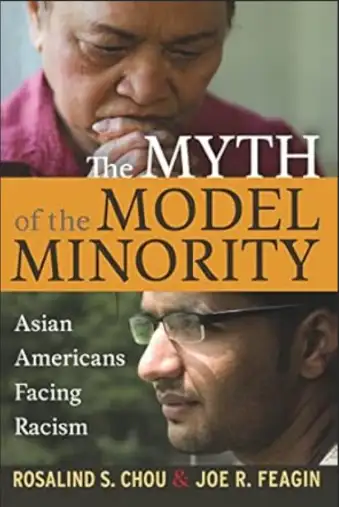 The MYTH
of the MODEL
MINORITY
Asian
Americans
Facing
Racism
ROSALIND S. CHOU & JOE R. FEAGIN